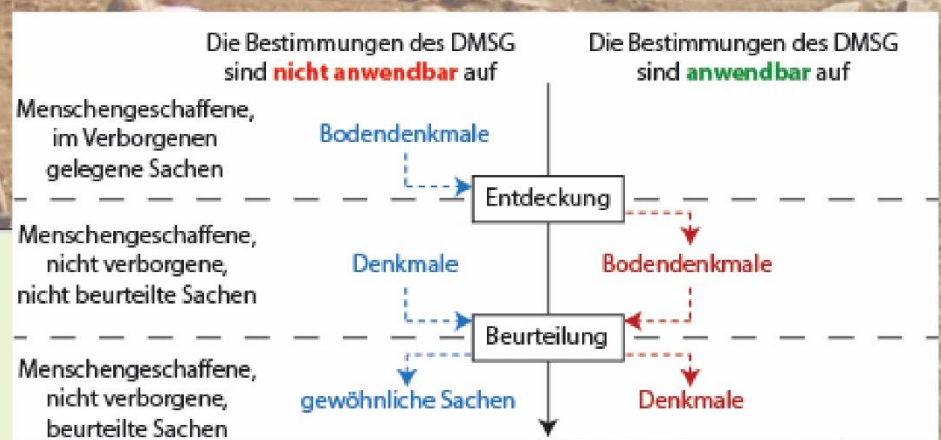 Die Bestimmungen des DMSG
sind nicht anwendbar auf
Die Bestimmungen des DMSG
sind anwendbar auf
Menschengeschaffene,
im Verborgenen
gelegene Sachen
Bodendenkmale
Entdeckung
Menschengeschaffene,
nicht verborgene,
nicht beurteilte Sachen
Denkmale
Bodendenkmale
Beurteilung
Menschengeschaffene,
nicht verborgene,
beurteilte Sachen
gewöhnliche Sachen
Denkmale